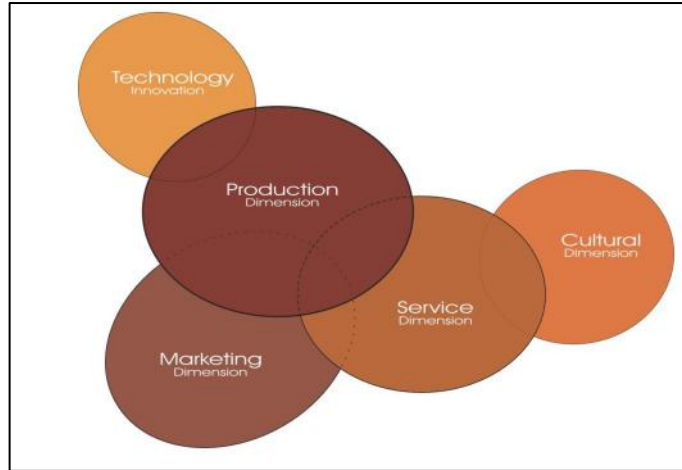 Technology
Innovation
Production
Dimension
Cultural
Dimension
Service
Dimension
Marketing
Dimension